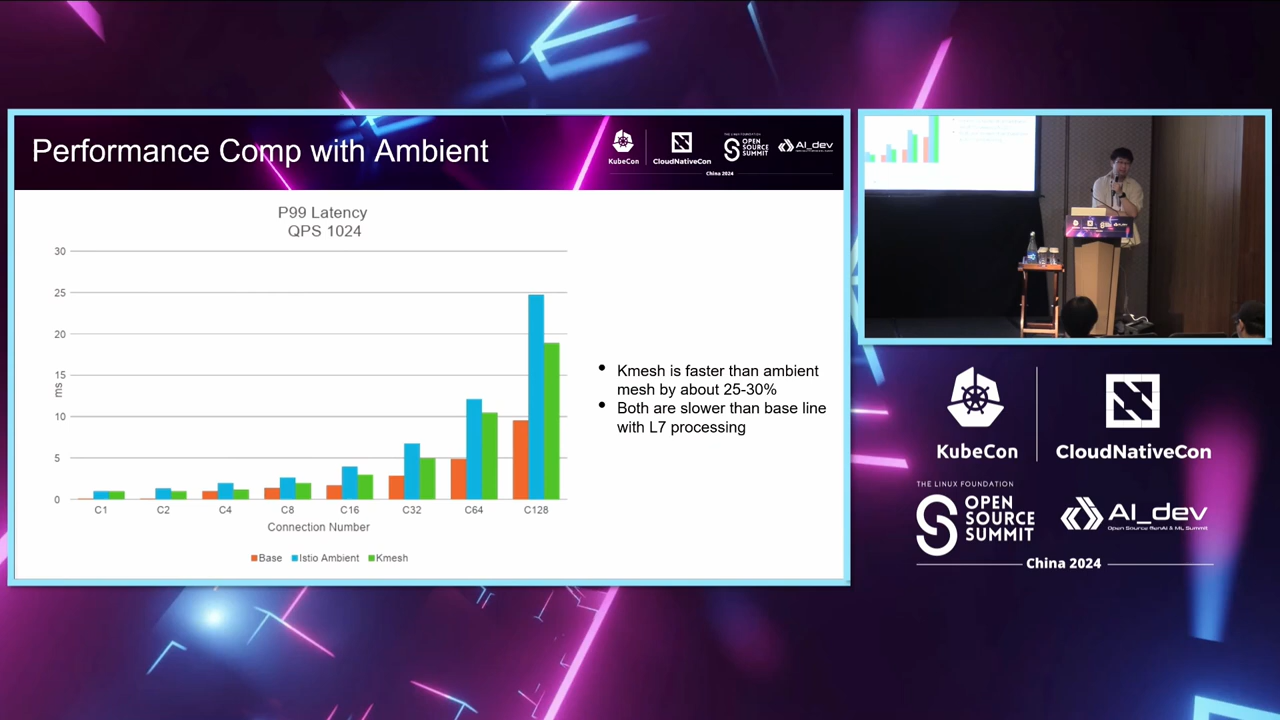 Performance Comp with Ambient
KubeCon
CloudNativeCon
THE LINUX FOUNDATION
OPEN
SOURCE
SUMMIT
AI_dev
China 2024
P99 Latency
QPS 1024
30
25
20
15
10
5
0
ms
C1 C2 C4 C8 C16 C32 C64 C128
Connection Number
Base Istio Ambient Kmesh
• Kmesh is faster than ambient
mesh by about 25-30%
• Both are slower than base line
with L7 processing
KubeCon
CloudNativeCon
THE LINUX FOUNDATION
OPEN
SOURCE
SUMMIT
AI_dev
Open Source GenAI & ML Summit
China 2024